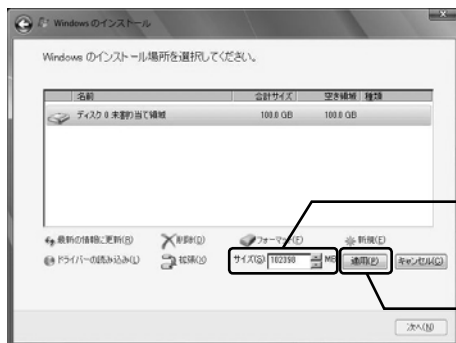 Windows のインストール
Windows のインストール場所を選択してください。
名前 合計サイズ 空き領域 種類
ディスク 0 未割り当て領域 100.0 GB 100.0 GB
最新の情報に更新(R) 削除(D) フォーマット(F) 新規(E)
ドライバーの読み込み(L) 拡張(X) サイズ(S) 102398 MB 適用(P) キャンセル(C)
次へ(N)